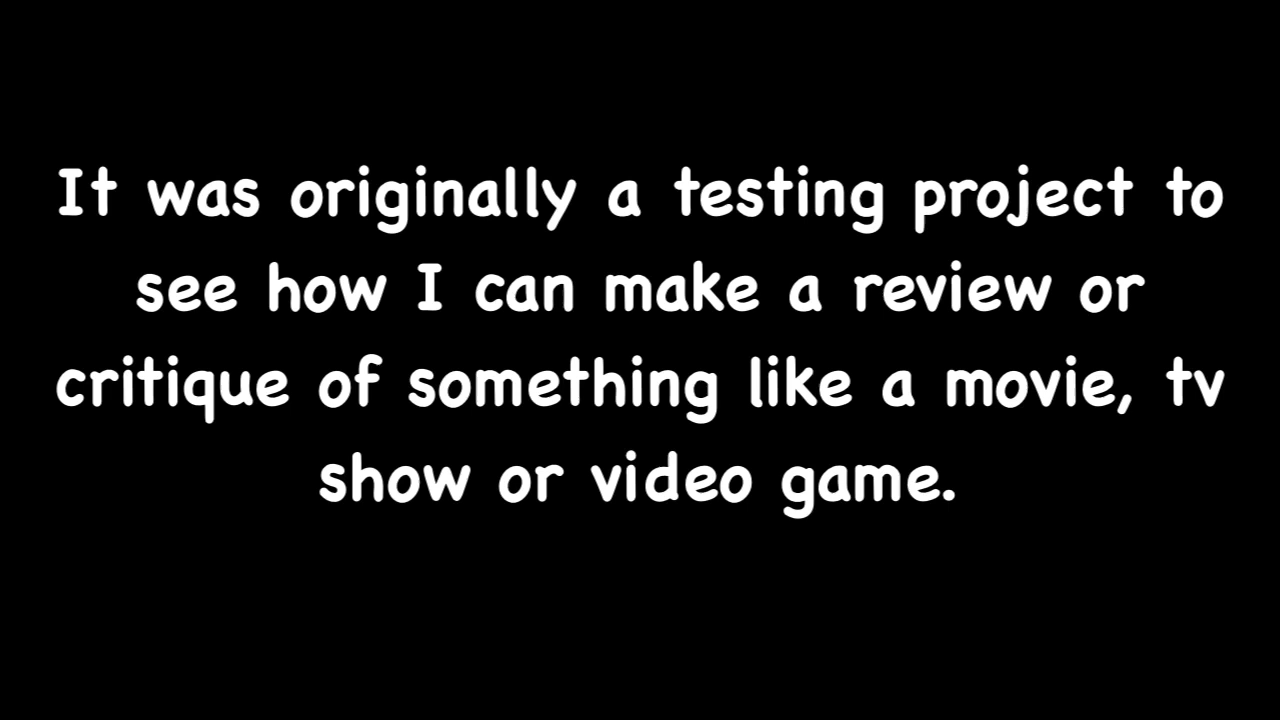 It was originally a testing project to
see how I can make a review or
critique of something like a movie, tv
show or video game.